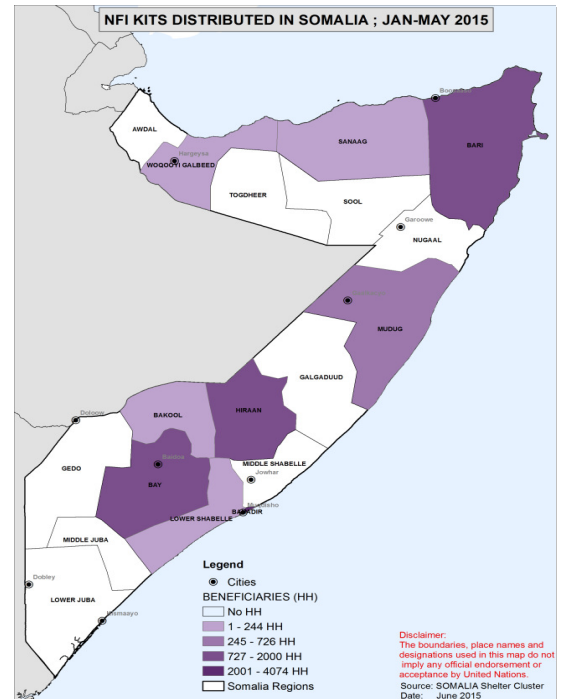 NFI KITS DISTRIBUTED IN SOMALIA ; JAN-MAY 2015
AWDAL
Hargeysa
WOQOOYI GALBEED
TOGDHEER
SANAAG
SOOL
BARI
Garoowe
NUGAAL
MUDUG
GALGADUUD
HIRAAN
BAKOOL
Doloow
GEDO
BAY
MIDDLE SHABELLE
Jowhar
LOWER SHABELLE
MIDDLE JUBA
Dobley
LOWER JUBA
Legend
Cities
BENEFICIARIES (HH)
No HH
1 - 244 HH
245 - 726 HH
727 - 2000 HH
2001 - 4074 HH
Somalia Regions
Disclaimer:
The boundaries, place names and
designations used in this map do not
imply any official endorsement or
acceptance by United Nations.
Source: SOMALIA Shelter Cluster
Date: June 2015